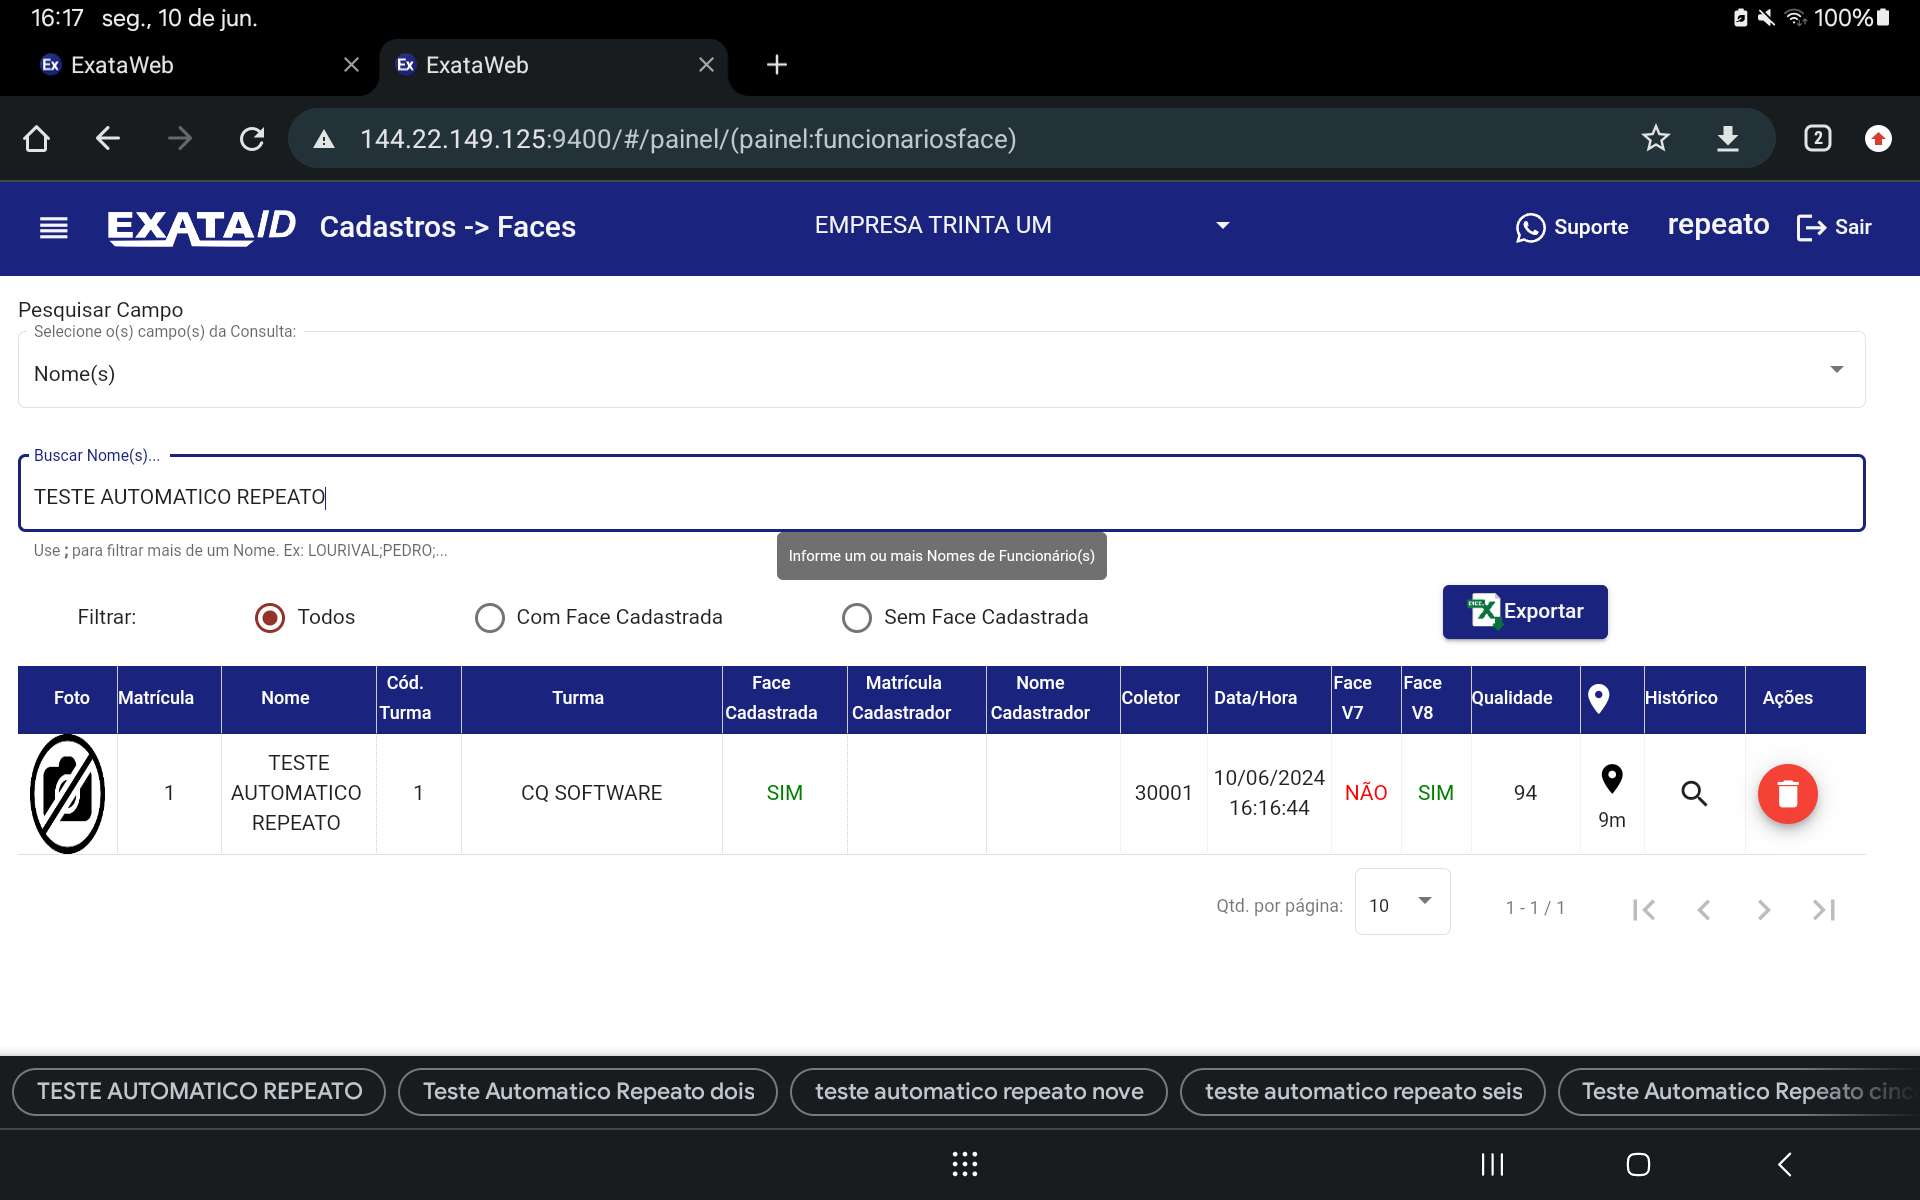 16:17 seg., 10 de jun.
100%
Ex ExataWeb
Ex ExataWeb
144.22.149.125:9400/#/painel/(painel:funcionariosface)
2
EXATA/ID Cadastros -> Faces EMPRESA TRINTA UM Suporte repeato Sair
Pesquisar Campo
Selecione o(s) campo(s) da Consulta:
Nome(s)
Buscar Nome(s)...
TESTE AUTOMATICO REPEATO
Use ; para filtrar mais de um Nome. Ex: LOURIVAL;PEDRO;...
Informe um ou mais Nomes de Funcionário(s)
Filtrar: Todos Com Face Cadastrada Sem Face Cadastrada Exportar
Foto Matrícula Nome Cód. Turma Turma Face Cadastrada Matrícula Cadastrador Nome Cadastrador Coletor Data/Hora Face V7 Face V8 Qualidade Histórico Ações
1 TESTE AUTOMATICO REPEATO 1 CQ SOFTWARE SIM 30001 10/06/2024 16:16:44 NÃO SIM 94 9m
Qtd. por página: 10 1 - 1 / 1
TESTE AUTOMATICO REPEATO Teste Automatico Repeato dois teste automatico repeato nove teste automatico repeato seis Teste Automatico Repeato cinc